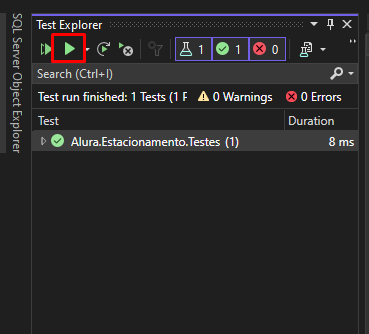 SQL Server Object Explorer
Test Explorer
1 1 0
Search (Ctrl+I)
Test run finished: 1 Tests (1 P 0 Warnings 0 Errors
Test Duration
Alura.Estacionamento.Testes (1) 8 ms